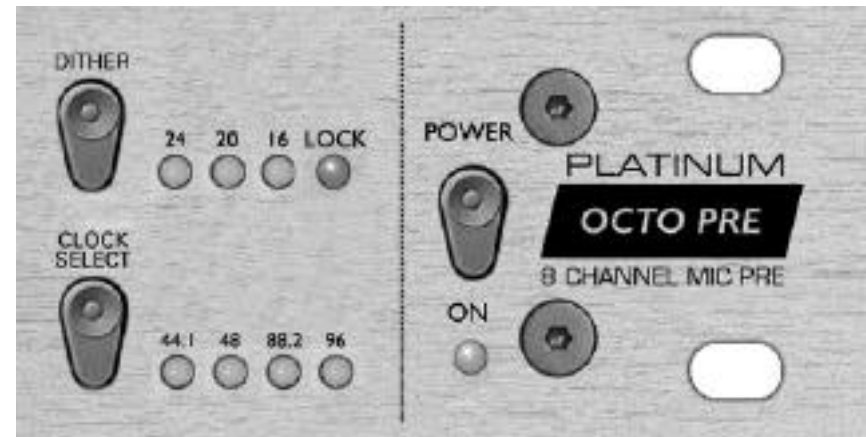 DITHER
24 20 16 LOCK
CLOCK
SELECT
44.1 48 88.2 96
POWER
ON
PLATINUM
OCTO PRE
8 CHANNEL MIC PRE